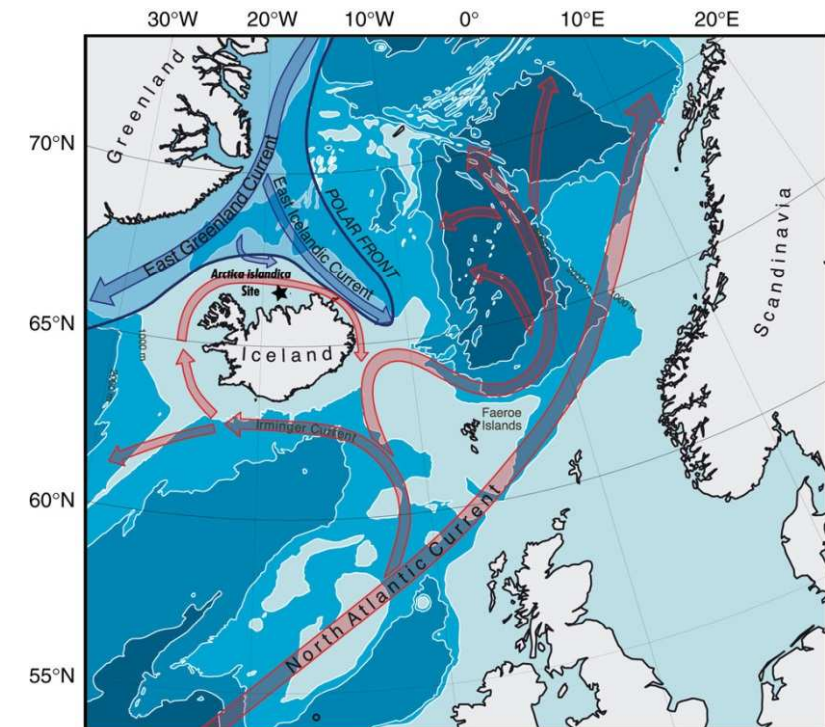 30°W 20°W 10°W 0° 10°E 20°E
Greenland
70°N
East Greenland Current
East Icelandic Current
POLAR FRONT
Arctica islandica
Site
Scandinavia
65°N
1000 m
Iceland
Faeroe
Islands
Irminger Current
60°N
North Atlantic Current
55°N